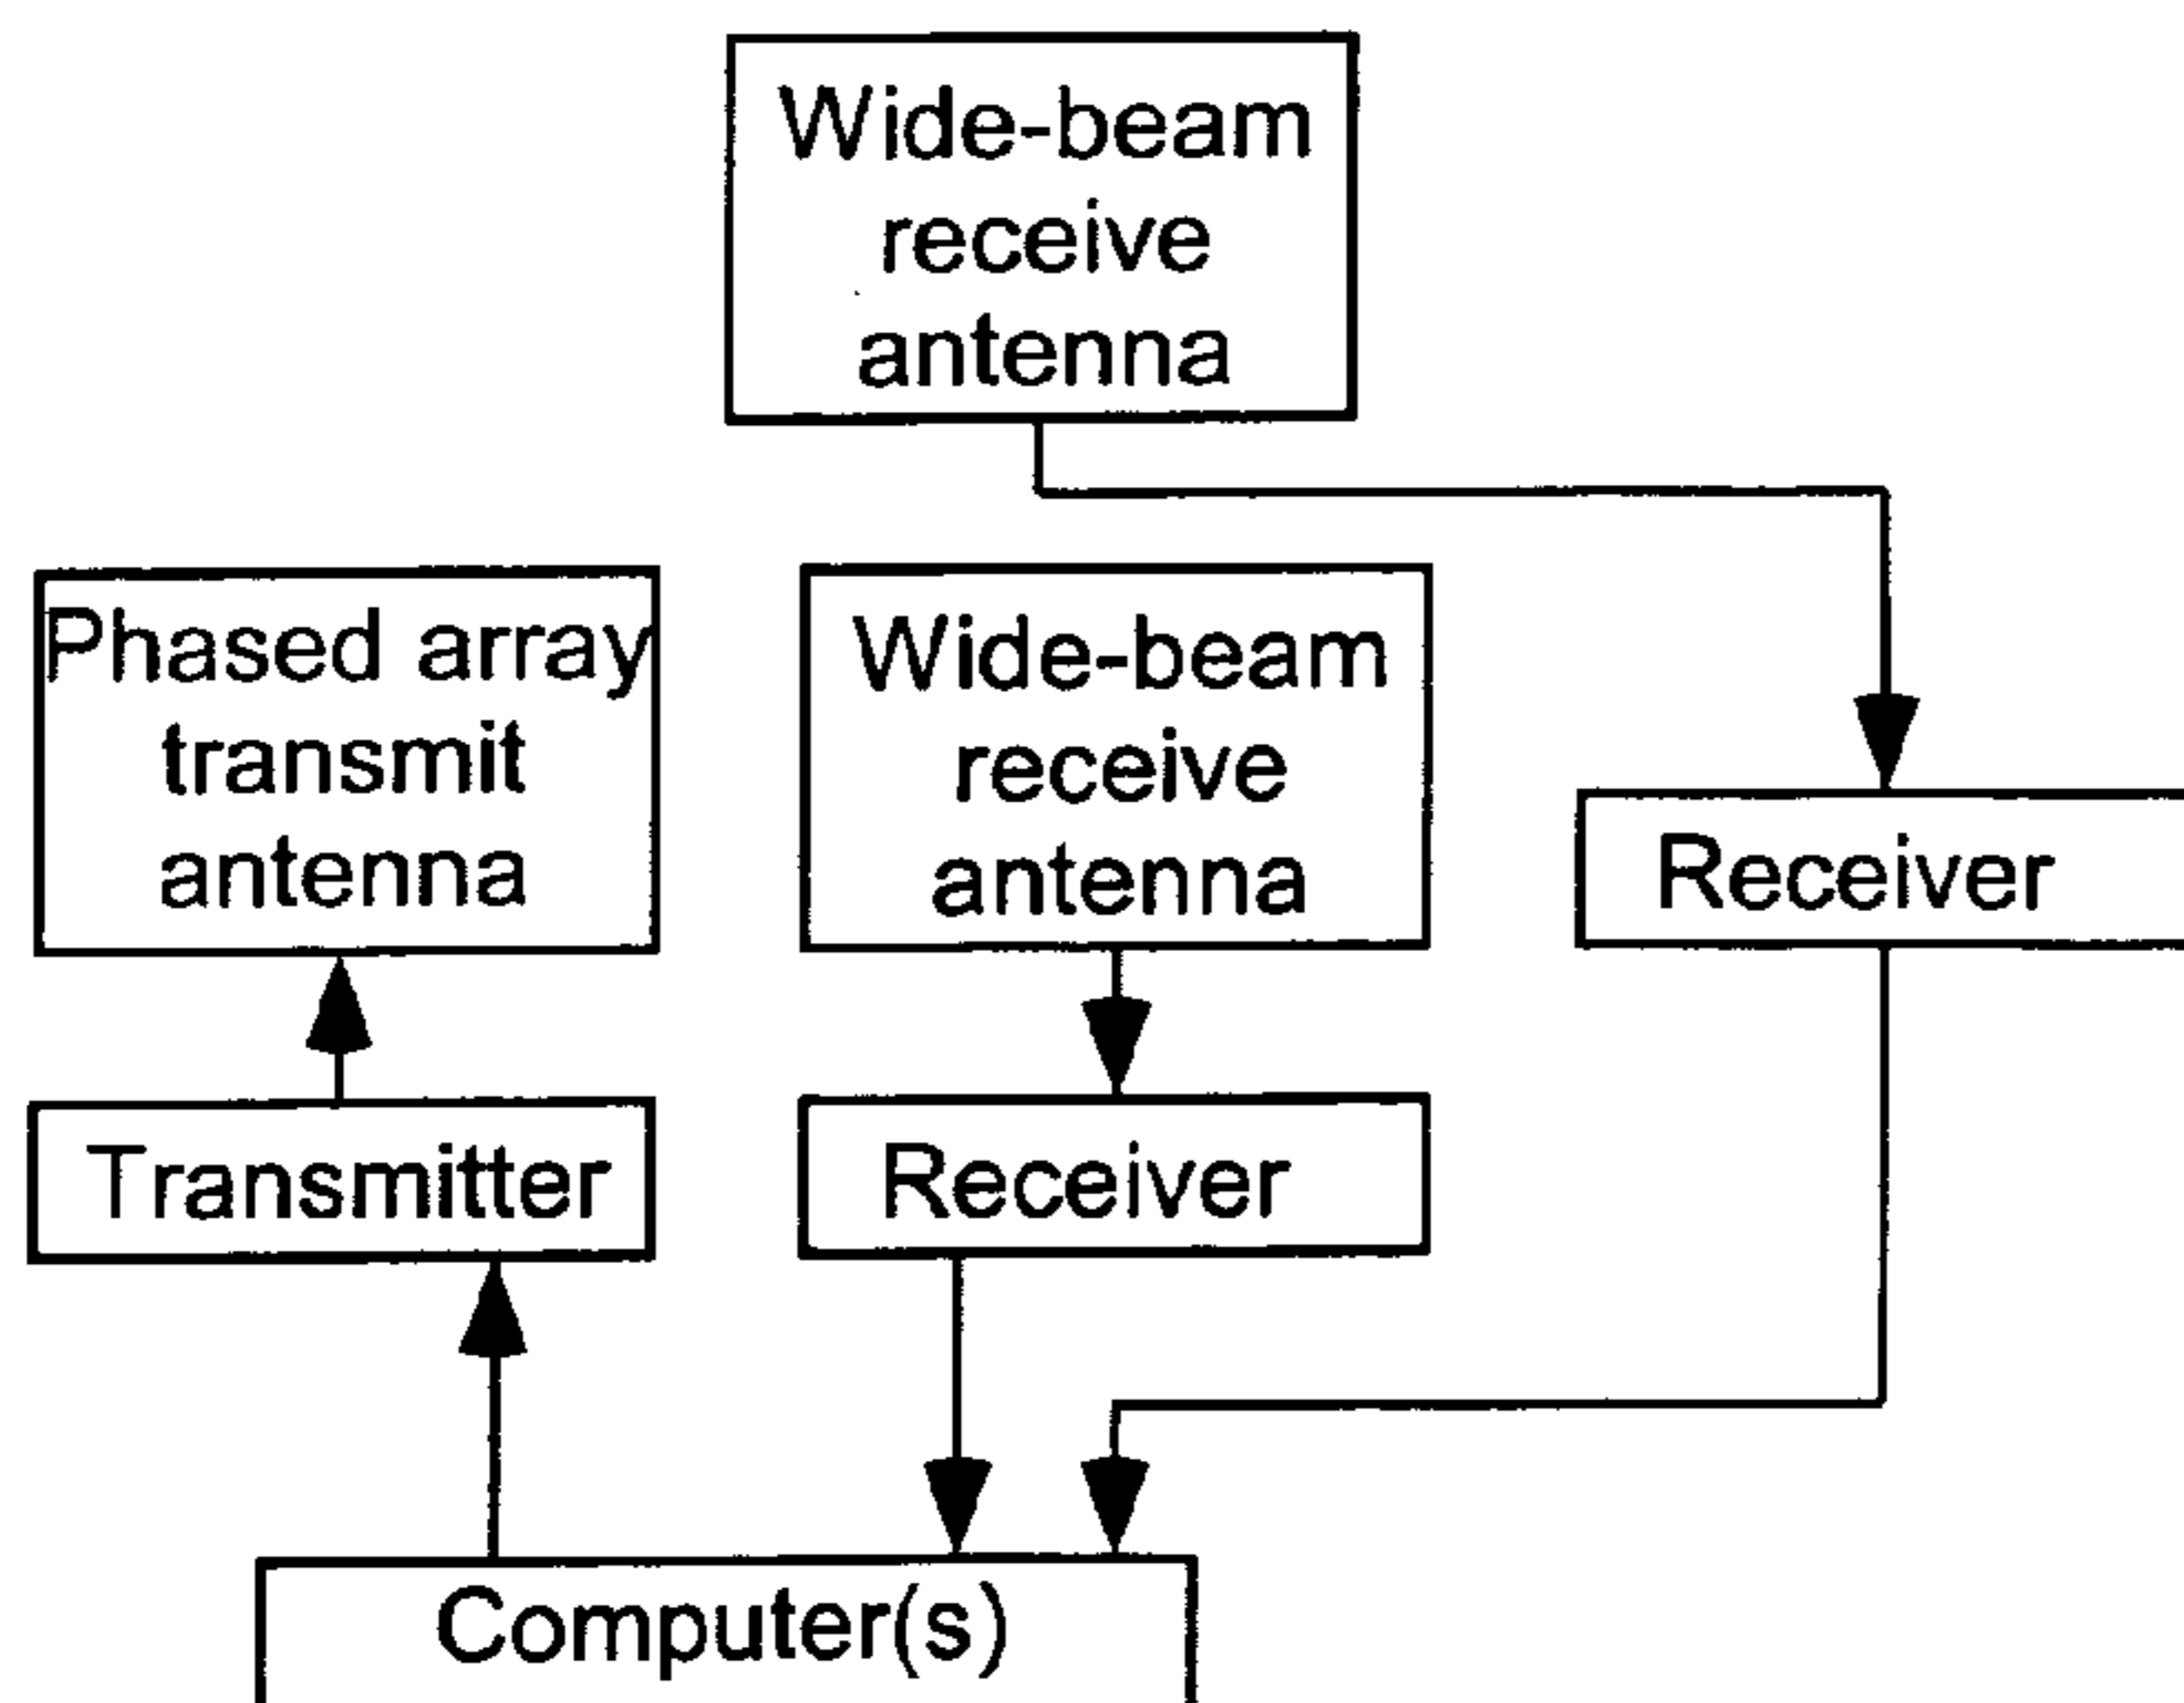 Wide-beam
receive
antenna
Phased array
transmit
antenna
Wide-beam
receive
antenna
Receiver
Transmitter
Receiver
Computer(s)